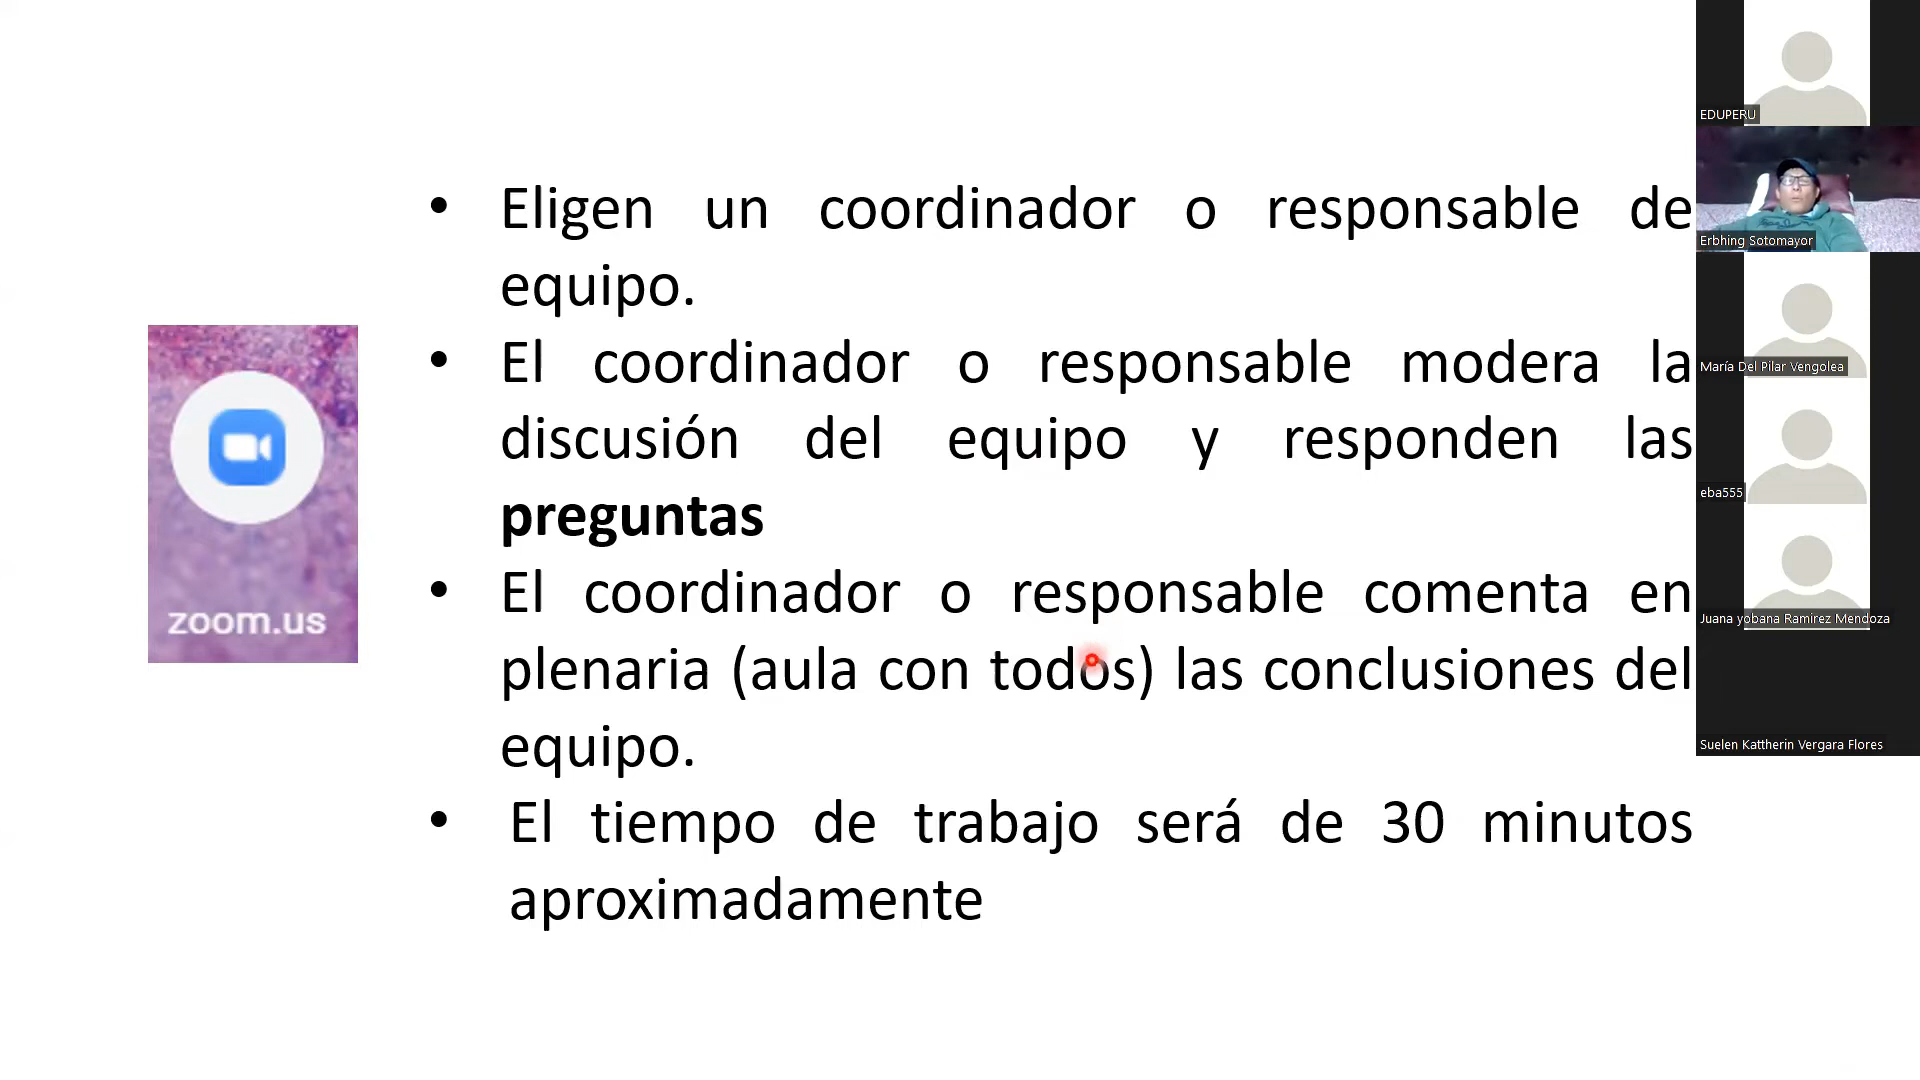 • Eligen un coordinador o responsable de
equipo.
• El coordinador o responsable modera la
discusión del equipo y responden las
preguntas
• El coordinador o responsable comenta en
plenaria (aula con todos) las conclusiones del
equipo.
• El tiempo de trabajo será de 30 minutos
aproximadamente
zoom.us
EDUPERU
Erbhing Sotomayor
María Del Pilar Vengolea
eba555
Juana yobana Ramirez Mendoza
Suelen Kattherin Vergara Flores